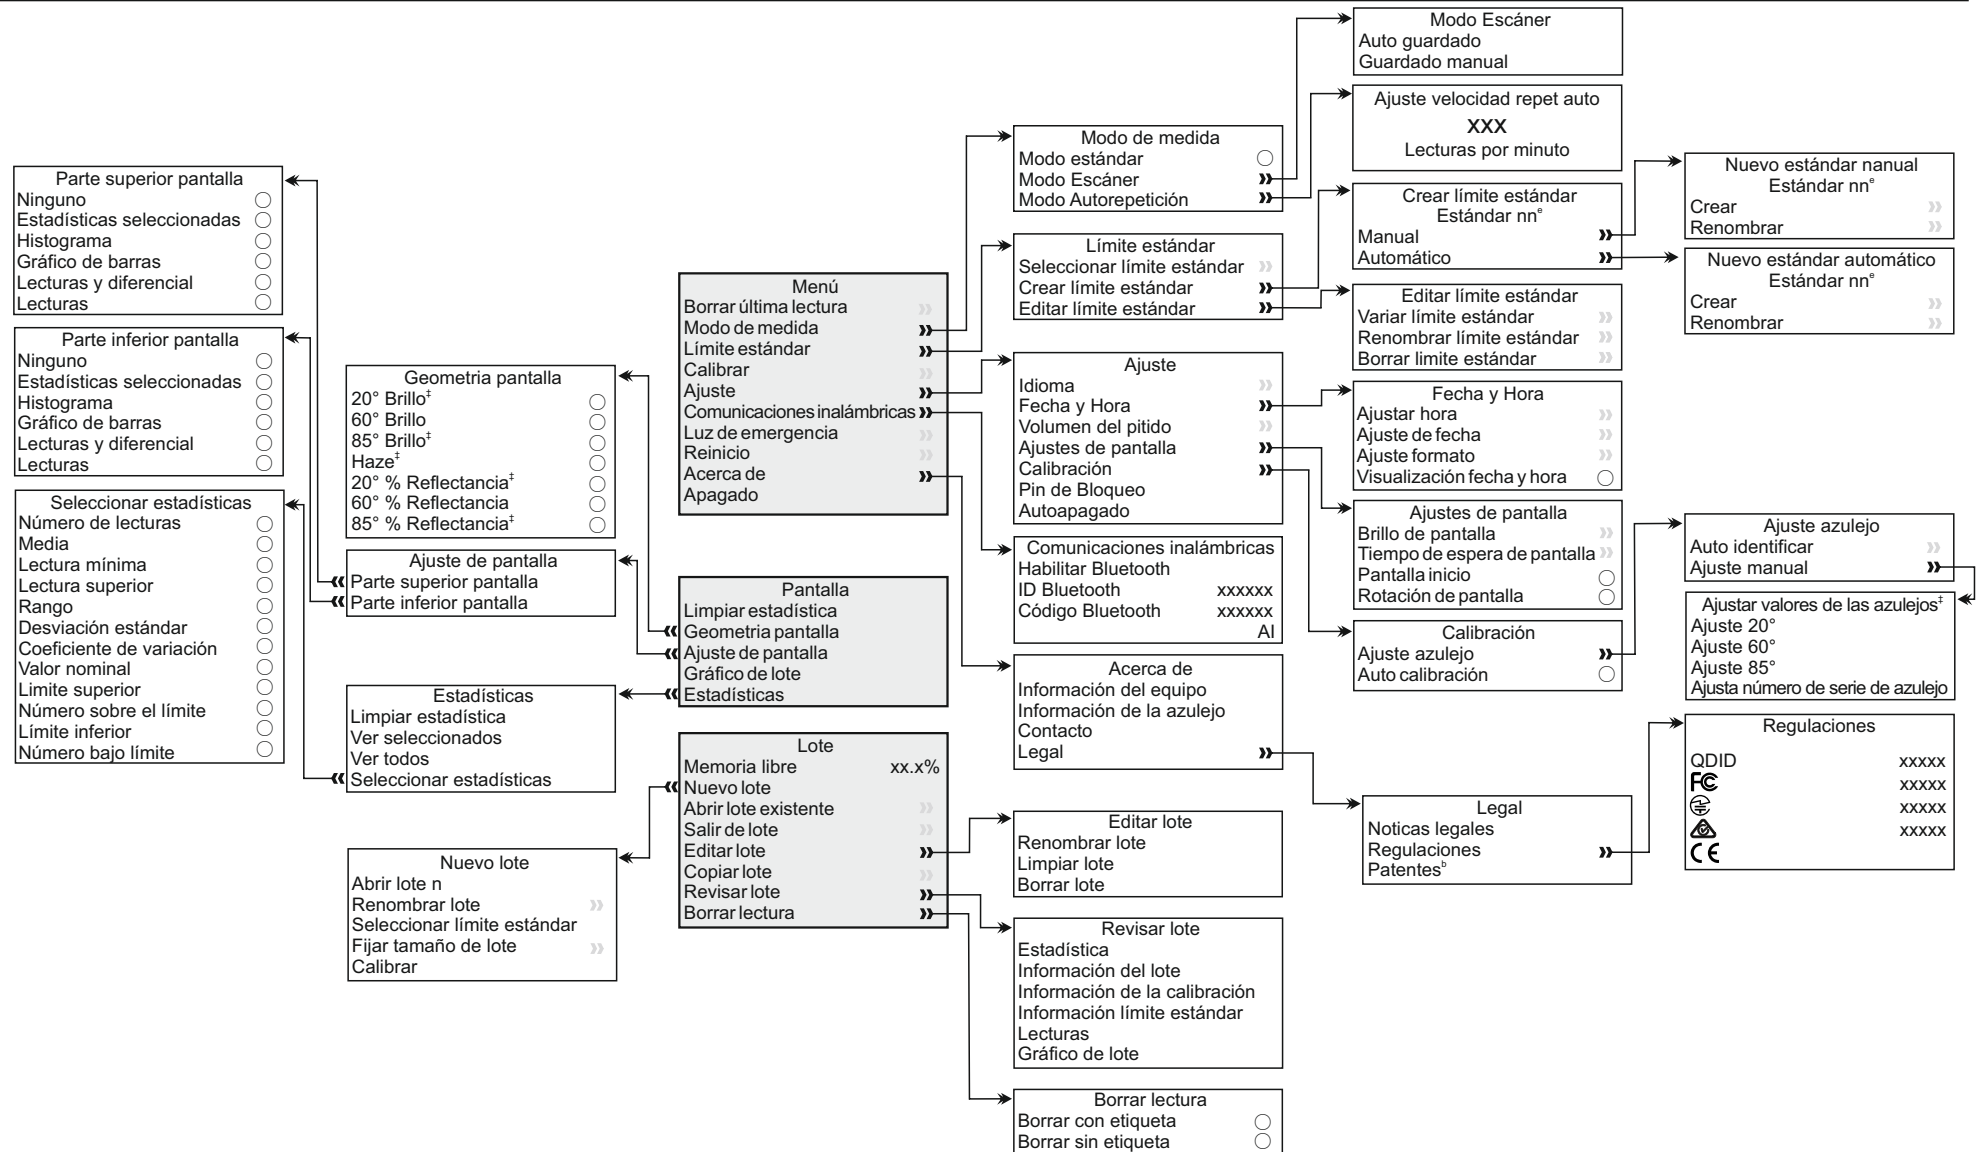 Parte superior pantalla
Ninguno
Estadísticas seleccionadas
Histograma
Gráfico de barras
Lecturas y diferencial
Lecturas
Parte inferior pantalla
Ninguno
Estadísticas seleccionadas
Histograma
Gráfico de barras
Lecturas y diferencial
Lecturas
Seleccionar estadísticas
Número de lecturas
Media
Lectura mínima
Lectura superior
Rango
Desviación estándar
Coeficiente de variación
Valor nominal
Limite superior
Número sobre el límite
Límite inferior
Número bajo límite
Geometria pantalla
20° Brillo‡
60° Brillo
85° Brillo‡
Haze‡
20° % Reflectancia‡
60° % Reflectancia
85° % Reflectancia‡
Ajuste de pantalla
Parte superior pantalla
Parte inferior pantalla
Estadísticas
Limpiar estadística
Ver seleccionados
Ver todos
Seleccionar estadísticas
Nuevo lote
Abrir lote n
Renombrar lote
Seleccionar límite estándar
Fijar tamaño de lote
Calibrar
Menú
Borrar última lectura
Modo de medida
Límite estándar
Calibrar
Ajuste
Comunicaciones inalámbricas
Luz de emergencia
Reinicio
Acerca de
Apagado
Pantalla
Limpiar estadística
Geometria pantalla
Ajuste de pantalla
Gráfico de lote
Estadísticas
Lote
Memoria libre xx.x%
Nuevo lote
Abrir lote existente
Salir de lote
Editar lote
Copiar lote
Revisar lote
Borrar lectura
Modo de medida
Modo estándar
Modo Escáner
Modo Autorepetición
Límite estándar
Seleccionar límite estándar
Crear límite estándar
Editar límite estándar
Ajuste
Idioma
Fecha y Hora
Volumen del pitido
Ajustes de pantalla
Calibración
Pin de Bloqueo
Autoapagado
Comunicaciones inalámbricas
Habilitar Bluetooth
ID Bluetooth xxxxxx
Código Bluetooth xxxxxx
AI
Acerca de
Información del equipo
Información de la azulejo
Contacto
Legal
Editar lote
Renombrar lote
Limpiar lote
Borrar lote
Revisar lote
Estadística
Información del lote
Información de la calibración
Información límite estándar
Lecturas
Gráfico de lote
Borrar lectura
Borrar con etiqueta
Borrar sin etiqueta
Modo Escáner
Auto guardado
Guardado manual
Ajuste velocidad repet auto
XXX
Lecturas por minuto
Crear límite estándar
Estándar nnᵉ
Manual
Automático
Editar límite estándar
Variar límite estándar
Renombrar límite estándar
Borrar limite estándar
Fecha y Hora
Ajustar hora
Ajuste de fecha
Ajuste formato
Visualización fecha y hora
Ajustes de pantalla
Brillo de pantalla
Tiempo de espera de pantalla
Pantalla inicio
Rotación de pantalla
Calibración
Ajuste azulejo
Auto calibración
Legal
Noticas legales
Regulaciones
Patentesᵇ
Nuevo estándar nanual
Estándar nnᵉ
Crear
Renombrar
Nuevo estándar automático
Estándar nnᵉ
Crear
Renombrar
Ajuste azulejo
Auto identificar
Ajuste manual
Ajustar valores de las azulejos‡
Ajuste 20°
Ajuste 60°
Ajuste 85°
Ajusta número de serie de azulejo
Regulaciones
QDID xxxxx
FC xxxxx
xxxxx
xxxxx
CE